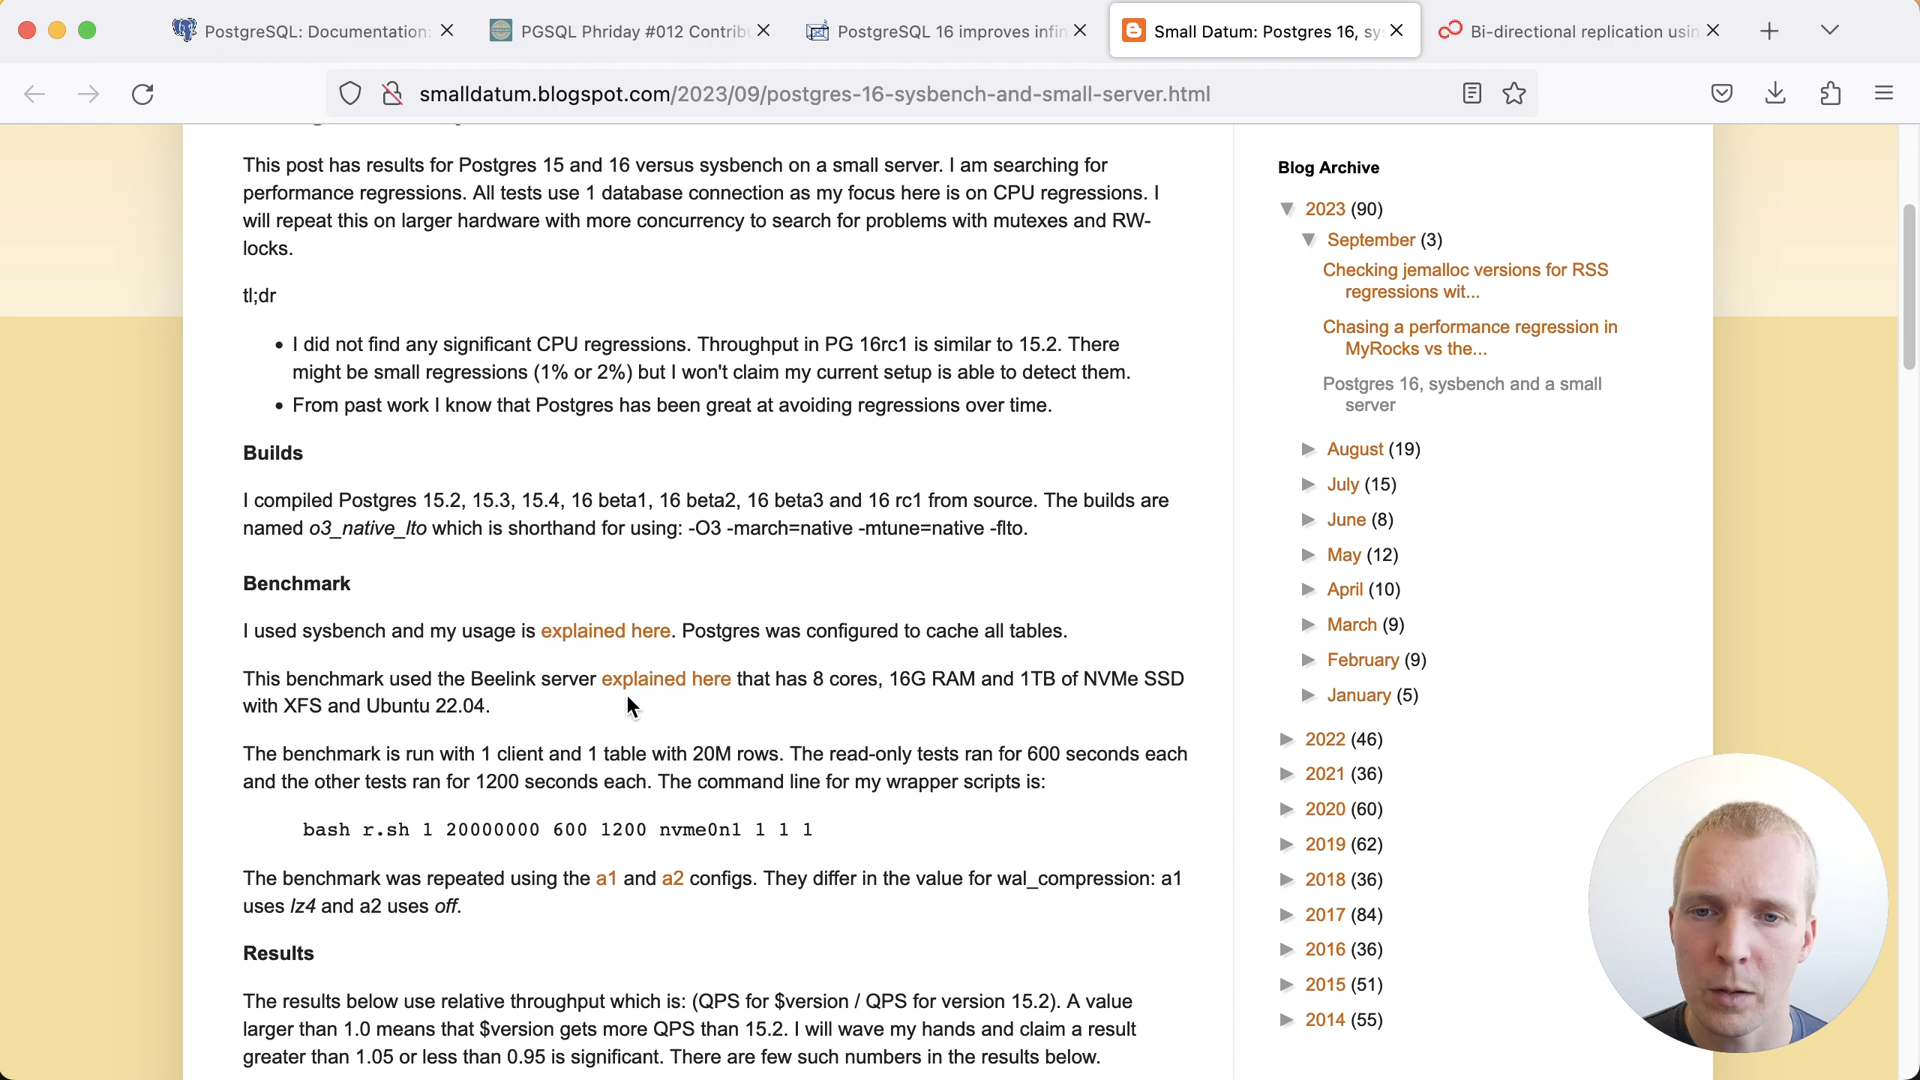 PostgreSQL: Documentation:
PGSQL Phriday #012 Contrib
PostgreSQL 16 improves infin
Small Datum: Postgres 16, sys
Bi-directional replication usin
smalldatum.blogspot.com/2023/09/postgres-16-sysbench-and-small-server.html
This post has results for Postgres 15 and 16 versus sysbench on a small server. I am searching for
performance regressions. All tests use 1 database connection as my focus here is on CPU regressions. I
will repeat this on larger hardware with more concurrency to search for problems with mutexes and RW-
locks.
tl;dr
• I did not find any significant CPU regressions. Throughput in PG 16rc1 is similar to 15.2. There
might be small regressions (1% or 2%) but I won't claim my current setup is able to detect them.
• From past work I know that Postgres has been great at avoiding regressions over time.
Builds
I compiled Postgres 15.2, 15.3, 15.4, 16 beta1, 16 beta2, 16 beta3 and 16 rc1 from source. The builds are
named o3_native_lto which is shorthand for using: -O3 -march=native -mtune=native -flto.
Benchmark
I used sysbench and my usage is explained here. Postgres was configured to cache all tables.
This benchmark used the Beelink server explained here that has 8 cores, 16G RAM and 1TB of NVMe SSD
with XFS and Ubuntu 22.04.
The benchmark is run with 1 client and 1 table with 20M rows. The read-only tests ran for 600 seconds each
and the other tests ran for 1200 seconds each. The command line for my wrapper scripts is:
bash r.sh 1 20000000 600 1200 nvme0n1 1 1 1
The benchmark was repeated using the a1 and a2 configs. They differ in the value for wal_compression: a1
uses lz4 and a2 uses off.
Results
The results below use relative throughput which is: (QPS for $version / QPS for version 15.2). A value
larger than 1.0 means that $version gets more QPS than 15.2. I will wave my hands and claim a result
greater than 1.05 or less than 0.95 is significant. There are few such numbers in the results below.
Blog Archive
▼ 2023 (90)
▼ September (3)
Checking jemalloc versions for RSS
regressions wit...
Chasing a performance regression in
MyRocks vs the...
Postgres 16, sysbench and a small
server
► August (19)
► July (15)
► June (8)
► May (12)
► April (10)
► March (9)
► February (9)
► January (5)
► 2022 (46)
► 2021 (36)
► 2020 (60)
► 2019 (62)
► 2018 (36)
► 2017 (84)
► 2016 (36)
► 2015 (51)
► 2014 (55)